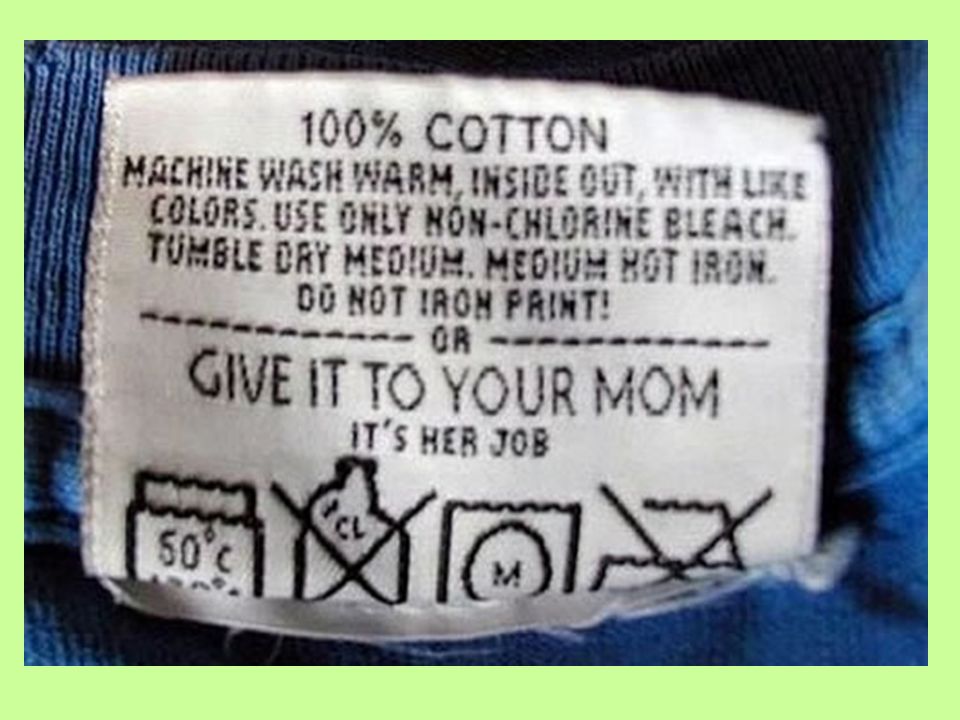 100% COTTON
MACHINE WASH WARM, INSIDE OUT, WITH LIKE
COLORS. USE ONLY NON-CHLORINE BLEACH.
TUMBLE DRY MEDIUM. MEDIUM HOT IRON.
DO NOT IRON PRINT!
OR
GIVE IT TO YOUR MOM
IT'S HER JOB
50°C
CL
M